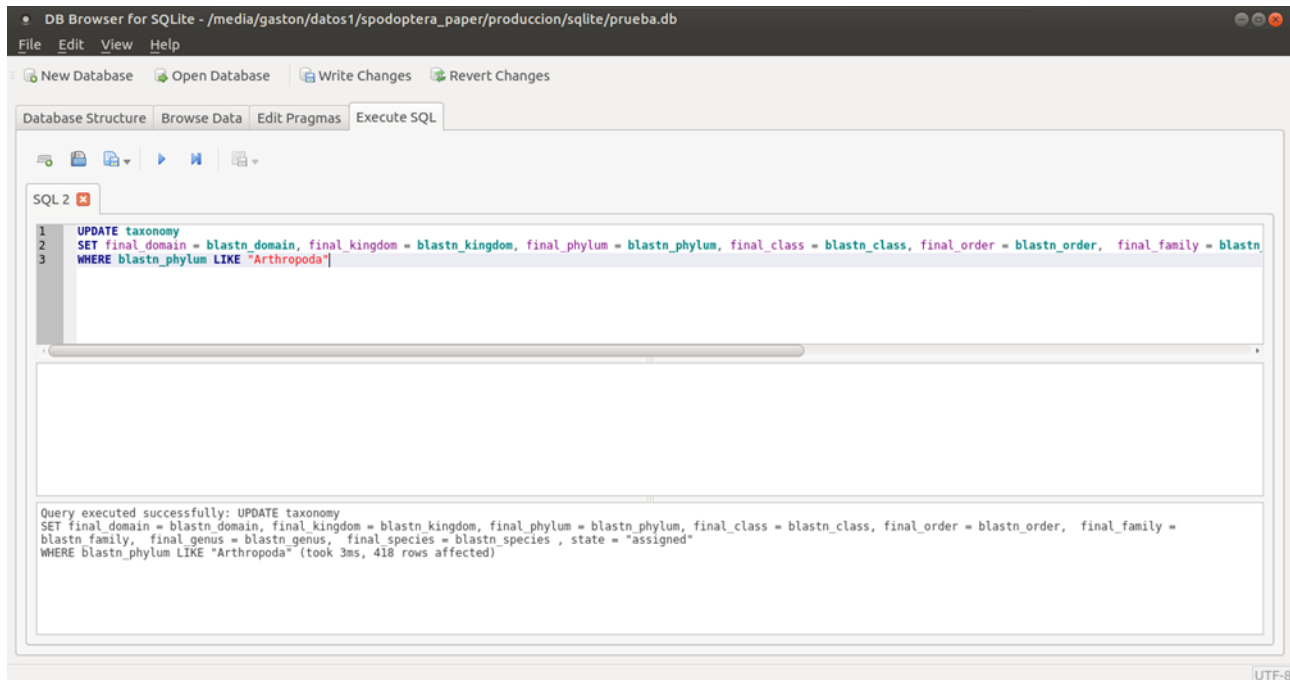 DB Browser for SQLite - /media/gaston/datos1/spodoptera_paper/produccion/sqlite/prueba.db
File Edit View Help
New Database Open Database Write Changes Revert Changes
Database Structure Browse Data Edit Pragmas Execute SQL
SQL 2
1 UPDATE taxonomy
2 SET final_domain = blastn_domain, final_kingdom = blastn_kingdom, final_phylum = blastn_phylum, final_class = blastn_class, final_order = blastn_order,  final_family = blastn_
3 WHERE blastn_phylum LIKE "Arthropoda"
Query executed successfully: UPDATE taxonomy
SET final_domain = blastn_domain, final_kingdom = blastn_kingdom, final_phylum = blastn_phylum, final_class = blastn_class, final_order = blastn_order,  final_family =
blastn_family,  final_genus = blastn_genus,  final_species = blastn_species , state = "assigned"
WHERE blastn_phylum LIKE "Arthropoda" (took 3ms, 418 rows affected)
UTF-8